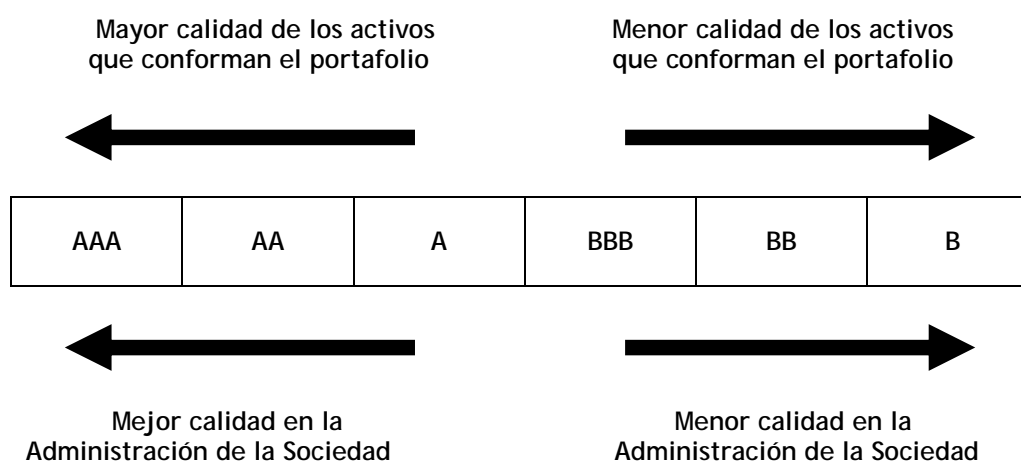 Mayor calidad de los activos
que conforman el portafolio
Menor calidad de los activos
que conforman el portafolio
AAA AA A BBB BB B
Mejor calidad en la
Administración de la Sociedad
Menor calidad en la
Administración de la Sociedad